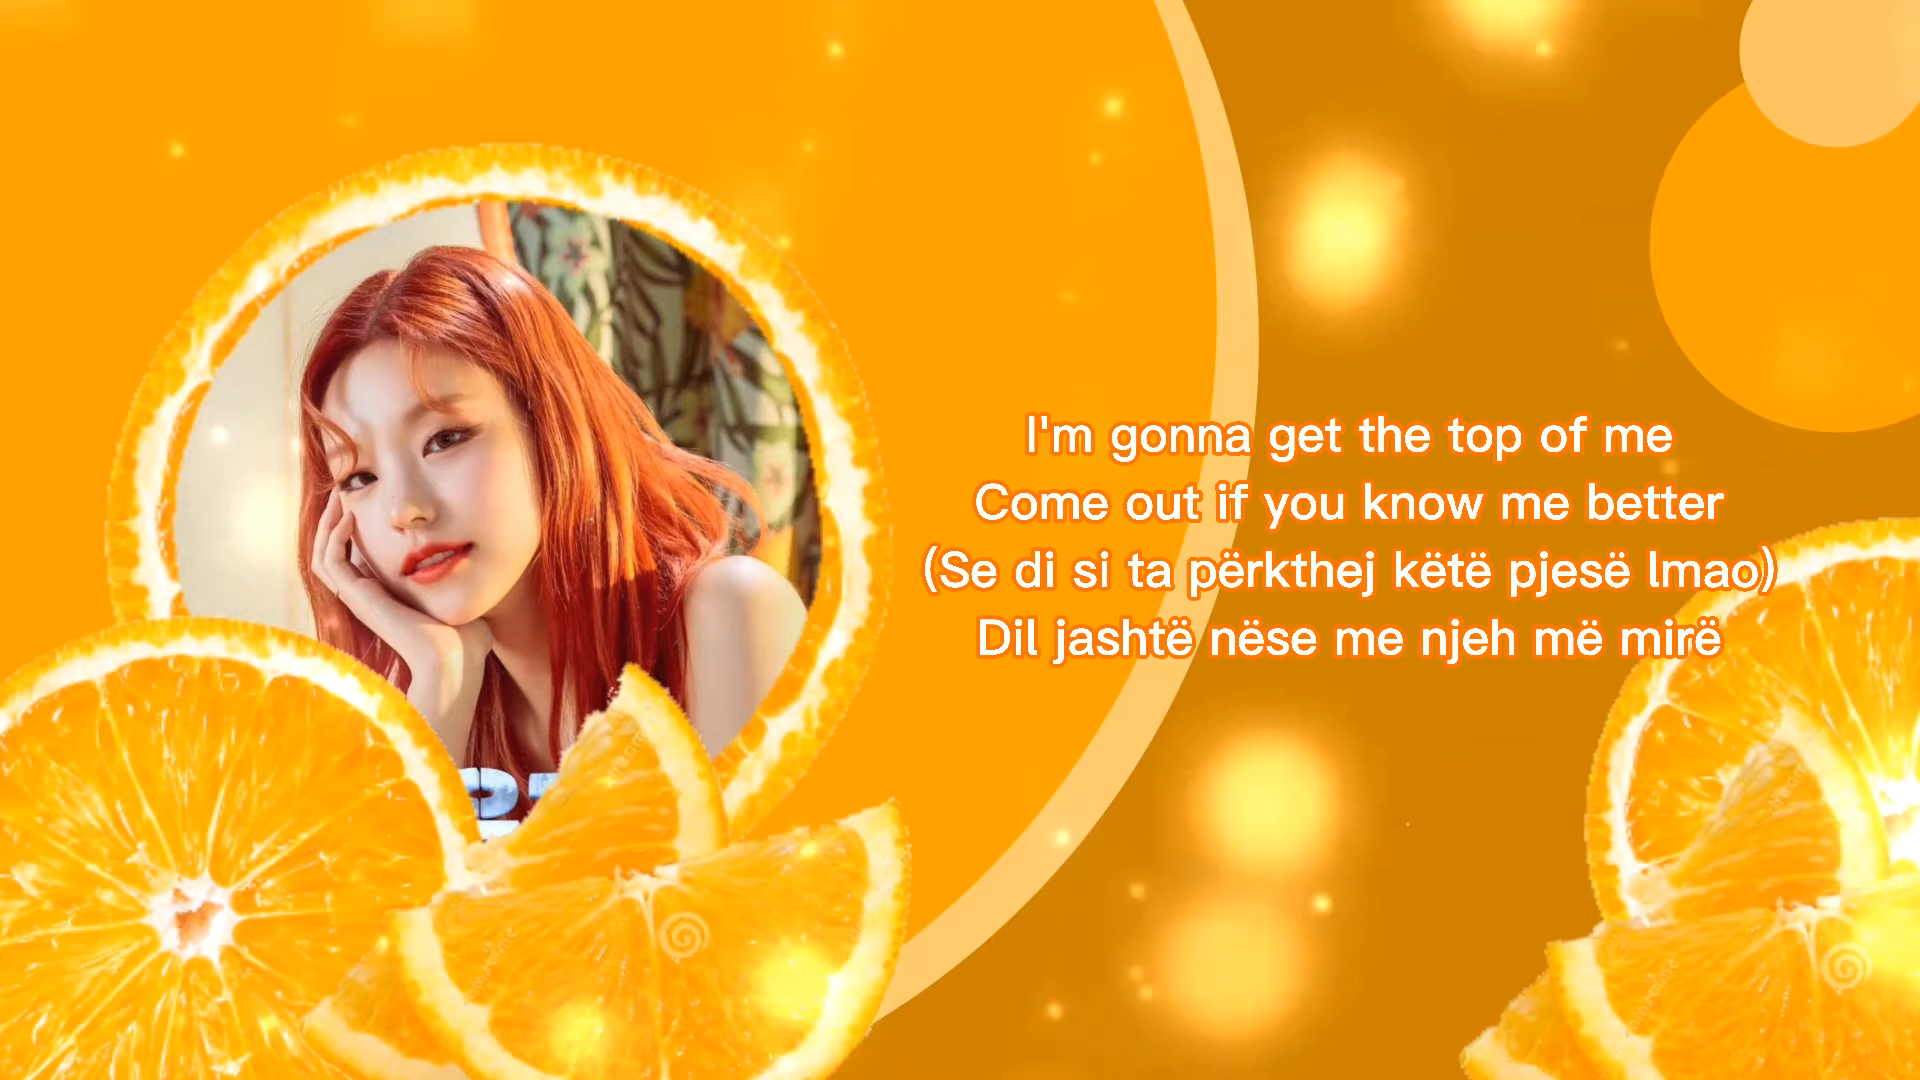 I'm gonna get the top of me
Come out if you know me better
(Se di si ta përkthej këtë pjesë lmao)
Dil jashtë nëse me njeh më mirë